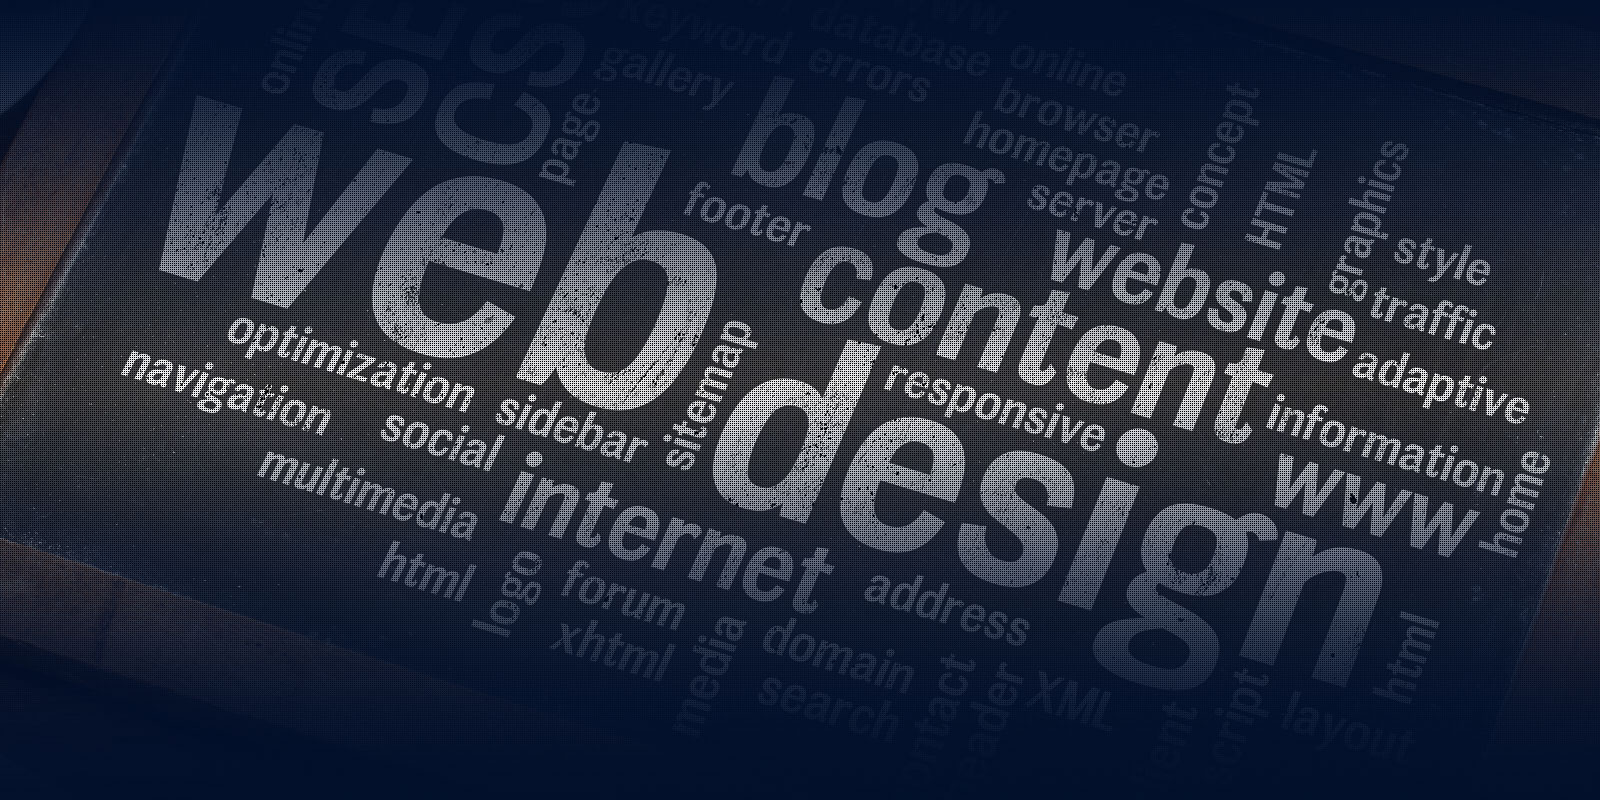 online
SE
CSS
keyword
database
www
gallery
errors
online
browser
page
blog
homepage
concept
HTML
graphics
server
footer
web
website
style
traffic
content
adaptive
optimization
navigation
sitemap
responsive
information
sidebar
social
design
www
home
multimedia
internet
html
logo
forum
address
xhtml
media
domain
html
search
contact
header
XML
script
layout